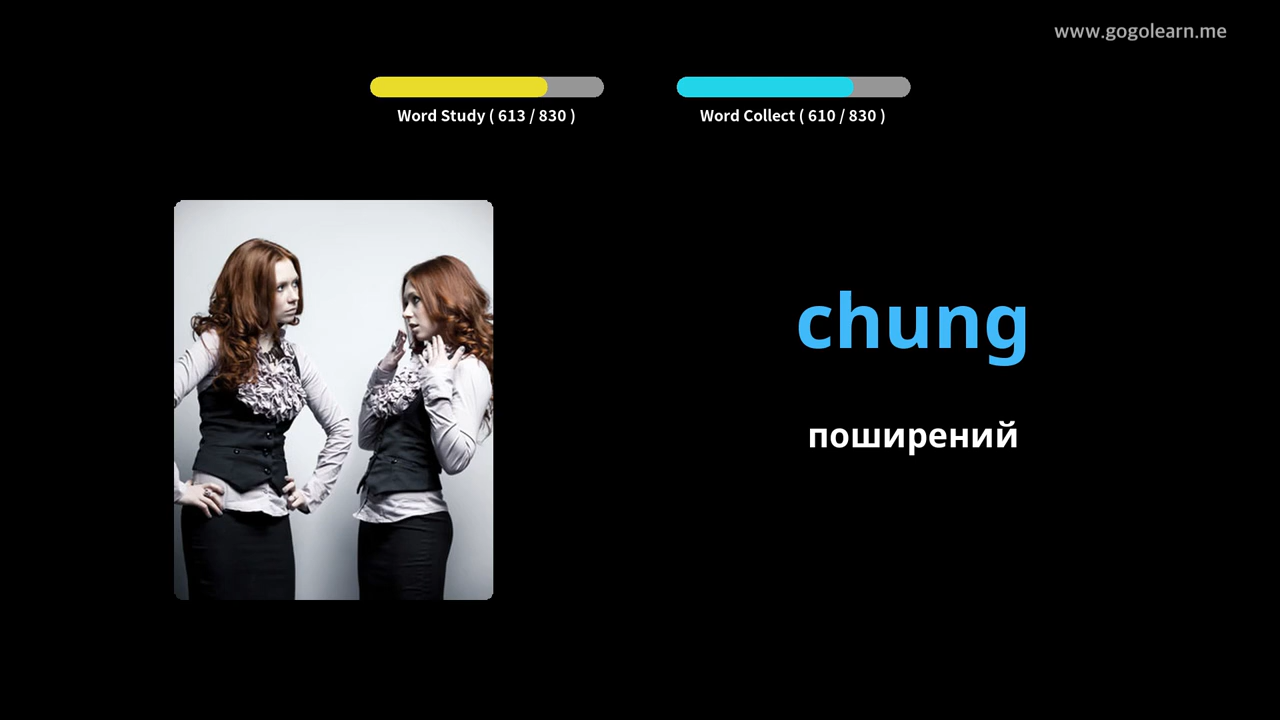 www.gogolearn.me
Word Study ( 613 / 830 )
Word Collect ( 610 / 830 )
chung
поширений